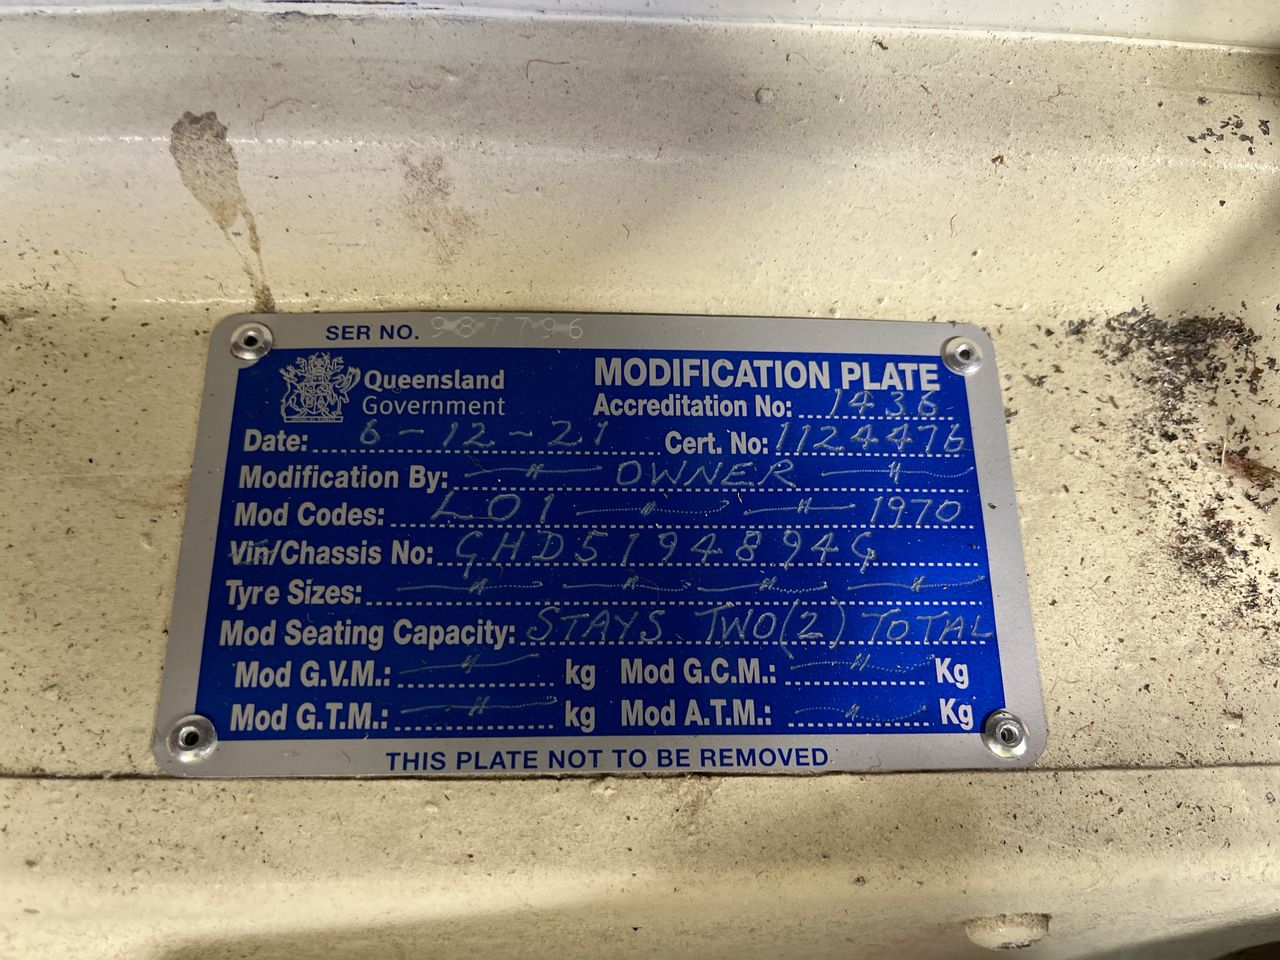 SER NO. 987796
Queensland Government
MODIFICATION PLATE
Accreditation No: 1436
Date: 6-12-21 Cert. No: 1124476
Modification By: OWNER
Mod Codes: LO1 1970
Vin/Chassis No: GHD5194894G
Tyre Sizes:
Mod Seating Capacity: STAYS TWO(2) TOTAL
Mod G.V.M.: kg Mod G.C.M.: Kg
Mod G.T.M.: kg Mod A.T.M.: Kg
THIS PLATE NOT TO BE REMOVED